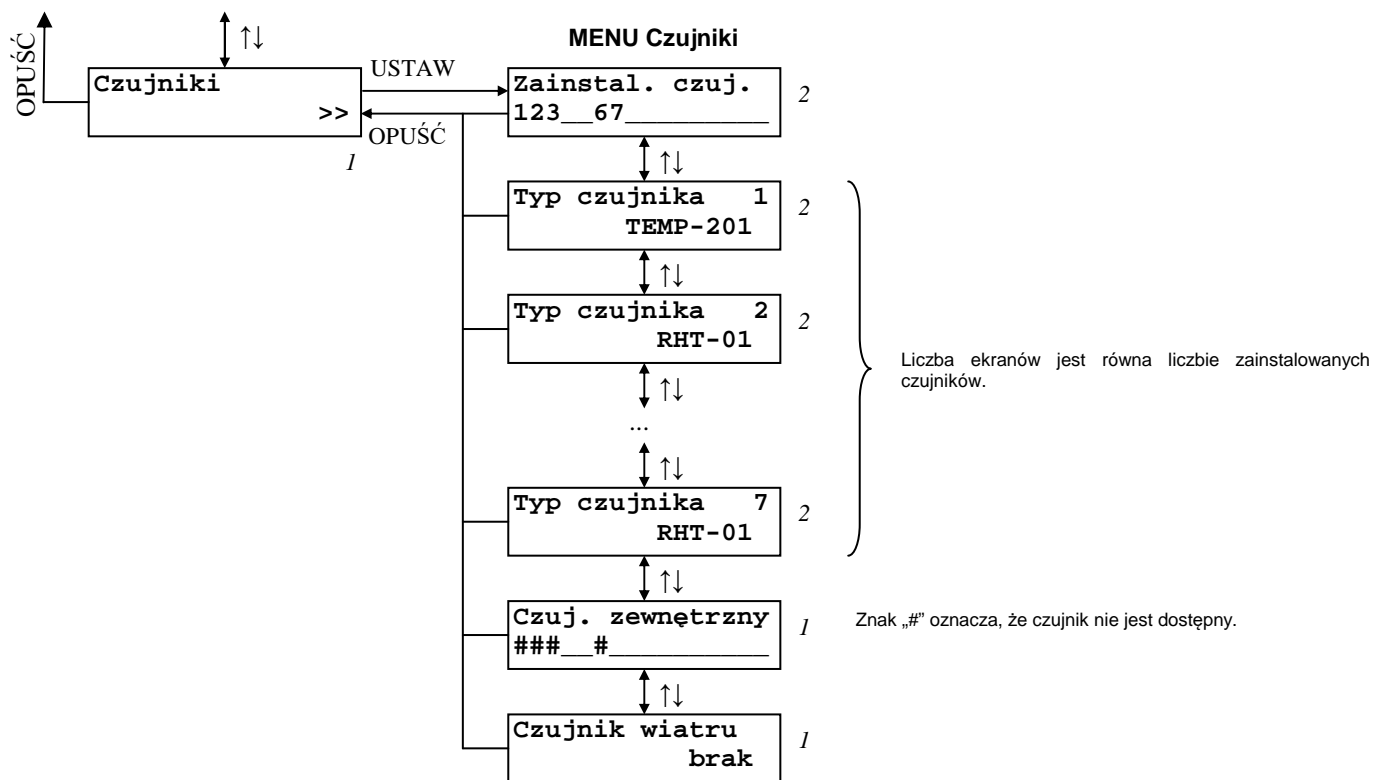 MENU Czujniki
OPUŚĆ
↑↓
Czujniki
>>
1
USTAW
OPUŚĆ
Zainstal. czuj.
123__67_________
2
↑↓
Typ czujnika 1
TEMP-201
2
↑↓
Typ czujnika 2
RHT-01
2
↑↓
...
↑↓
Typ czujnika 7
RHT-01
2
Liczba ekranów jest równa liczbie zainstalowanych
czujników.
↑↓
Czuj. zewnętrzny
###__#__________
1
Znak „#” oznacza, że czujnik nie jest dostępny.
↑↓
Czujnik wiatru
brak
1